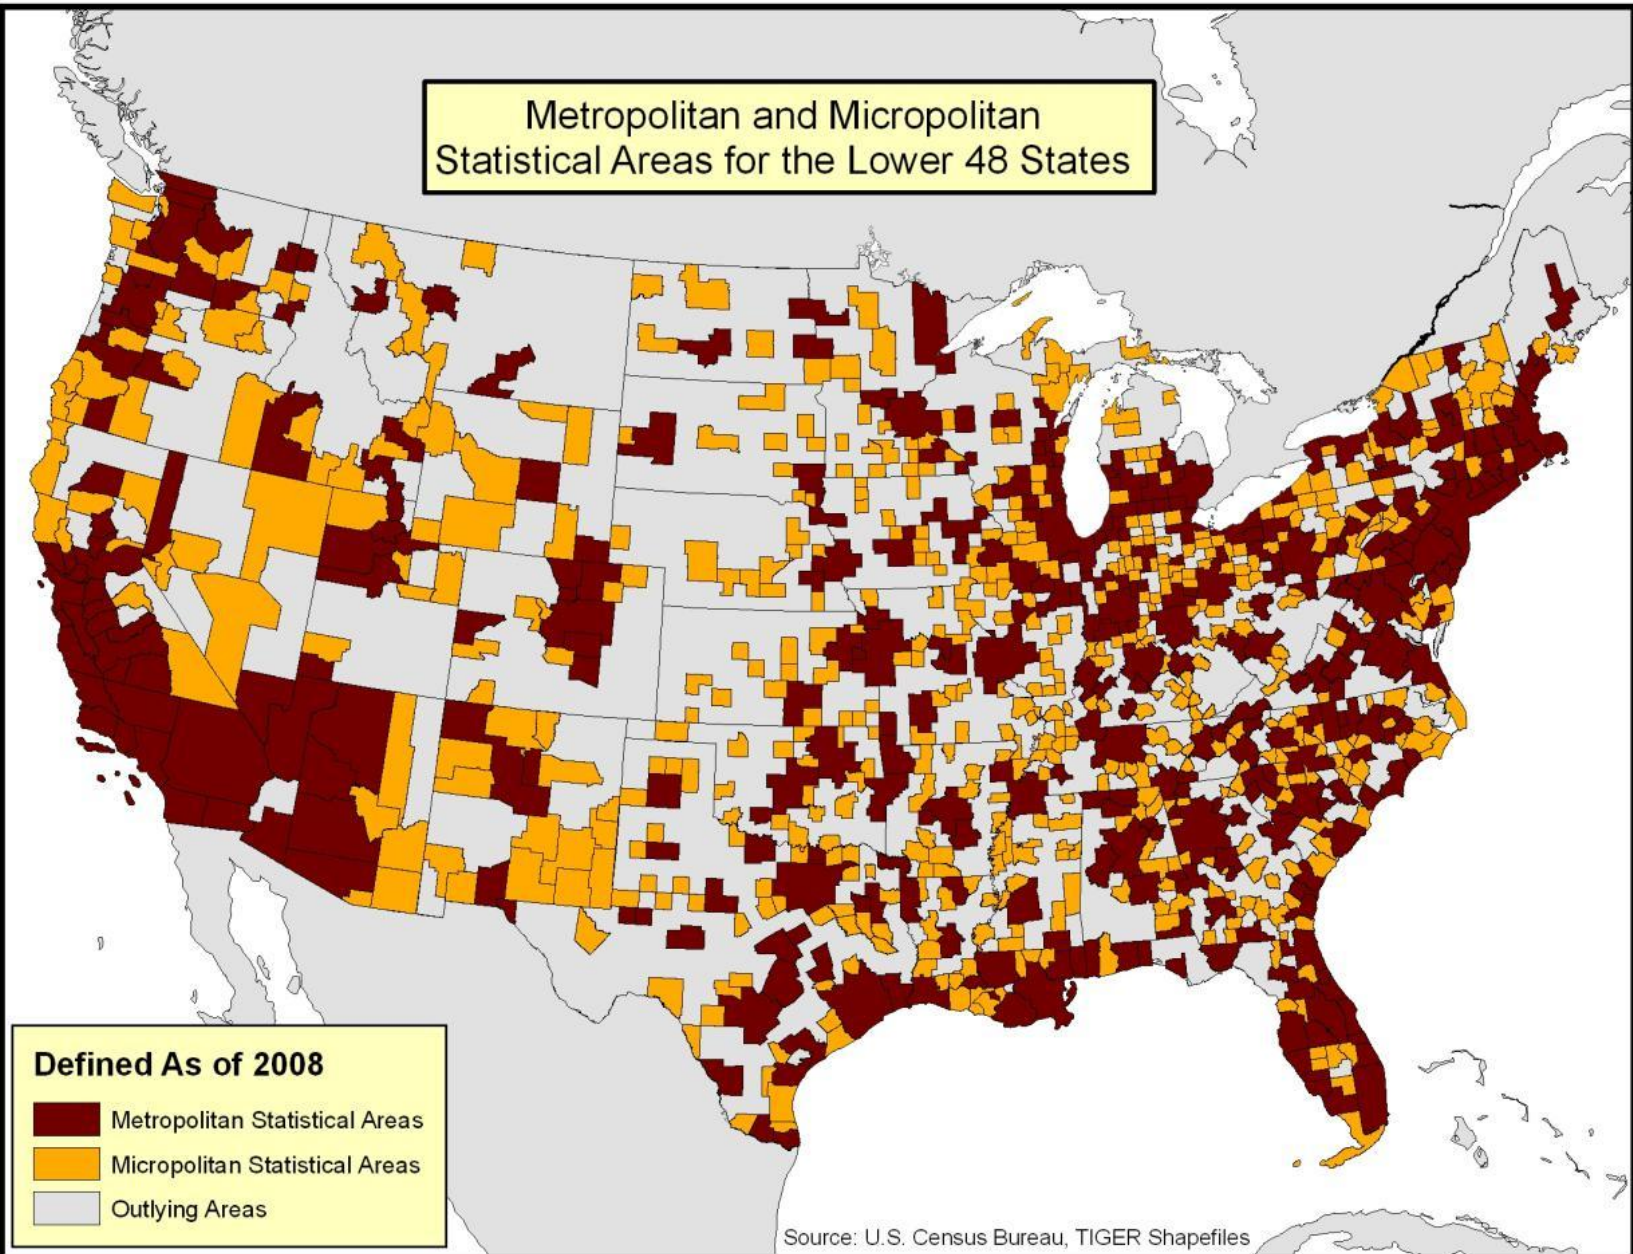 Metropolitan and Micropolitan
Statistical Areas for the Lower 48 States
Defined As of 2008
Metropolitan Statistical Areas
Micropolitan Statistical Areas
Outlying Areas
Source: U.S. Census Bureau, TIGER Shapefiles